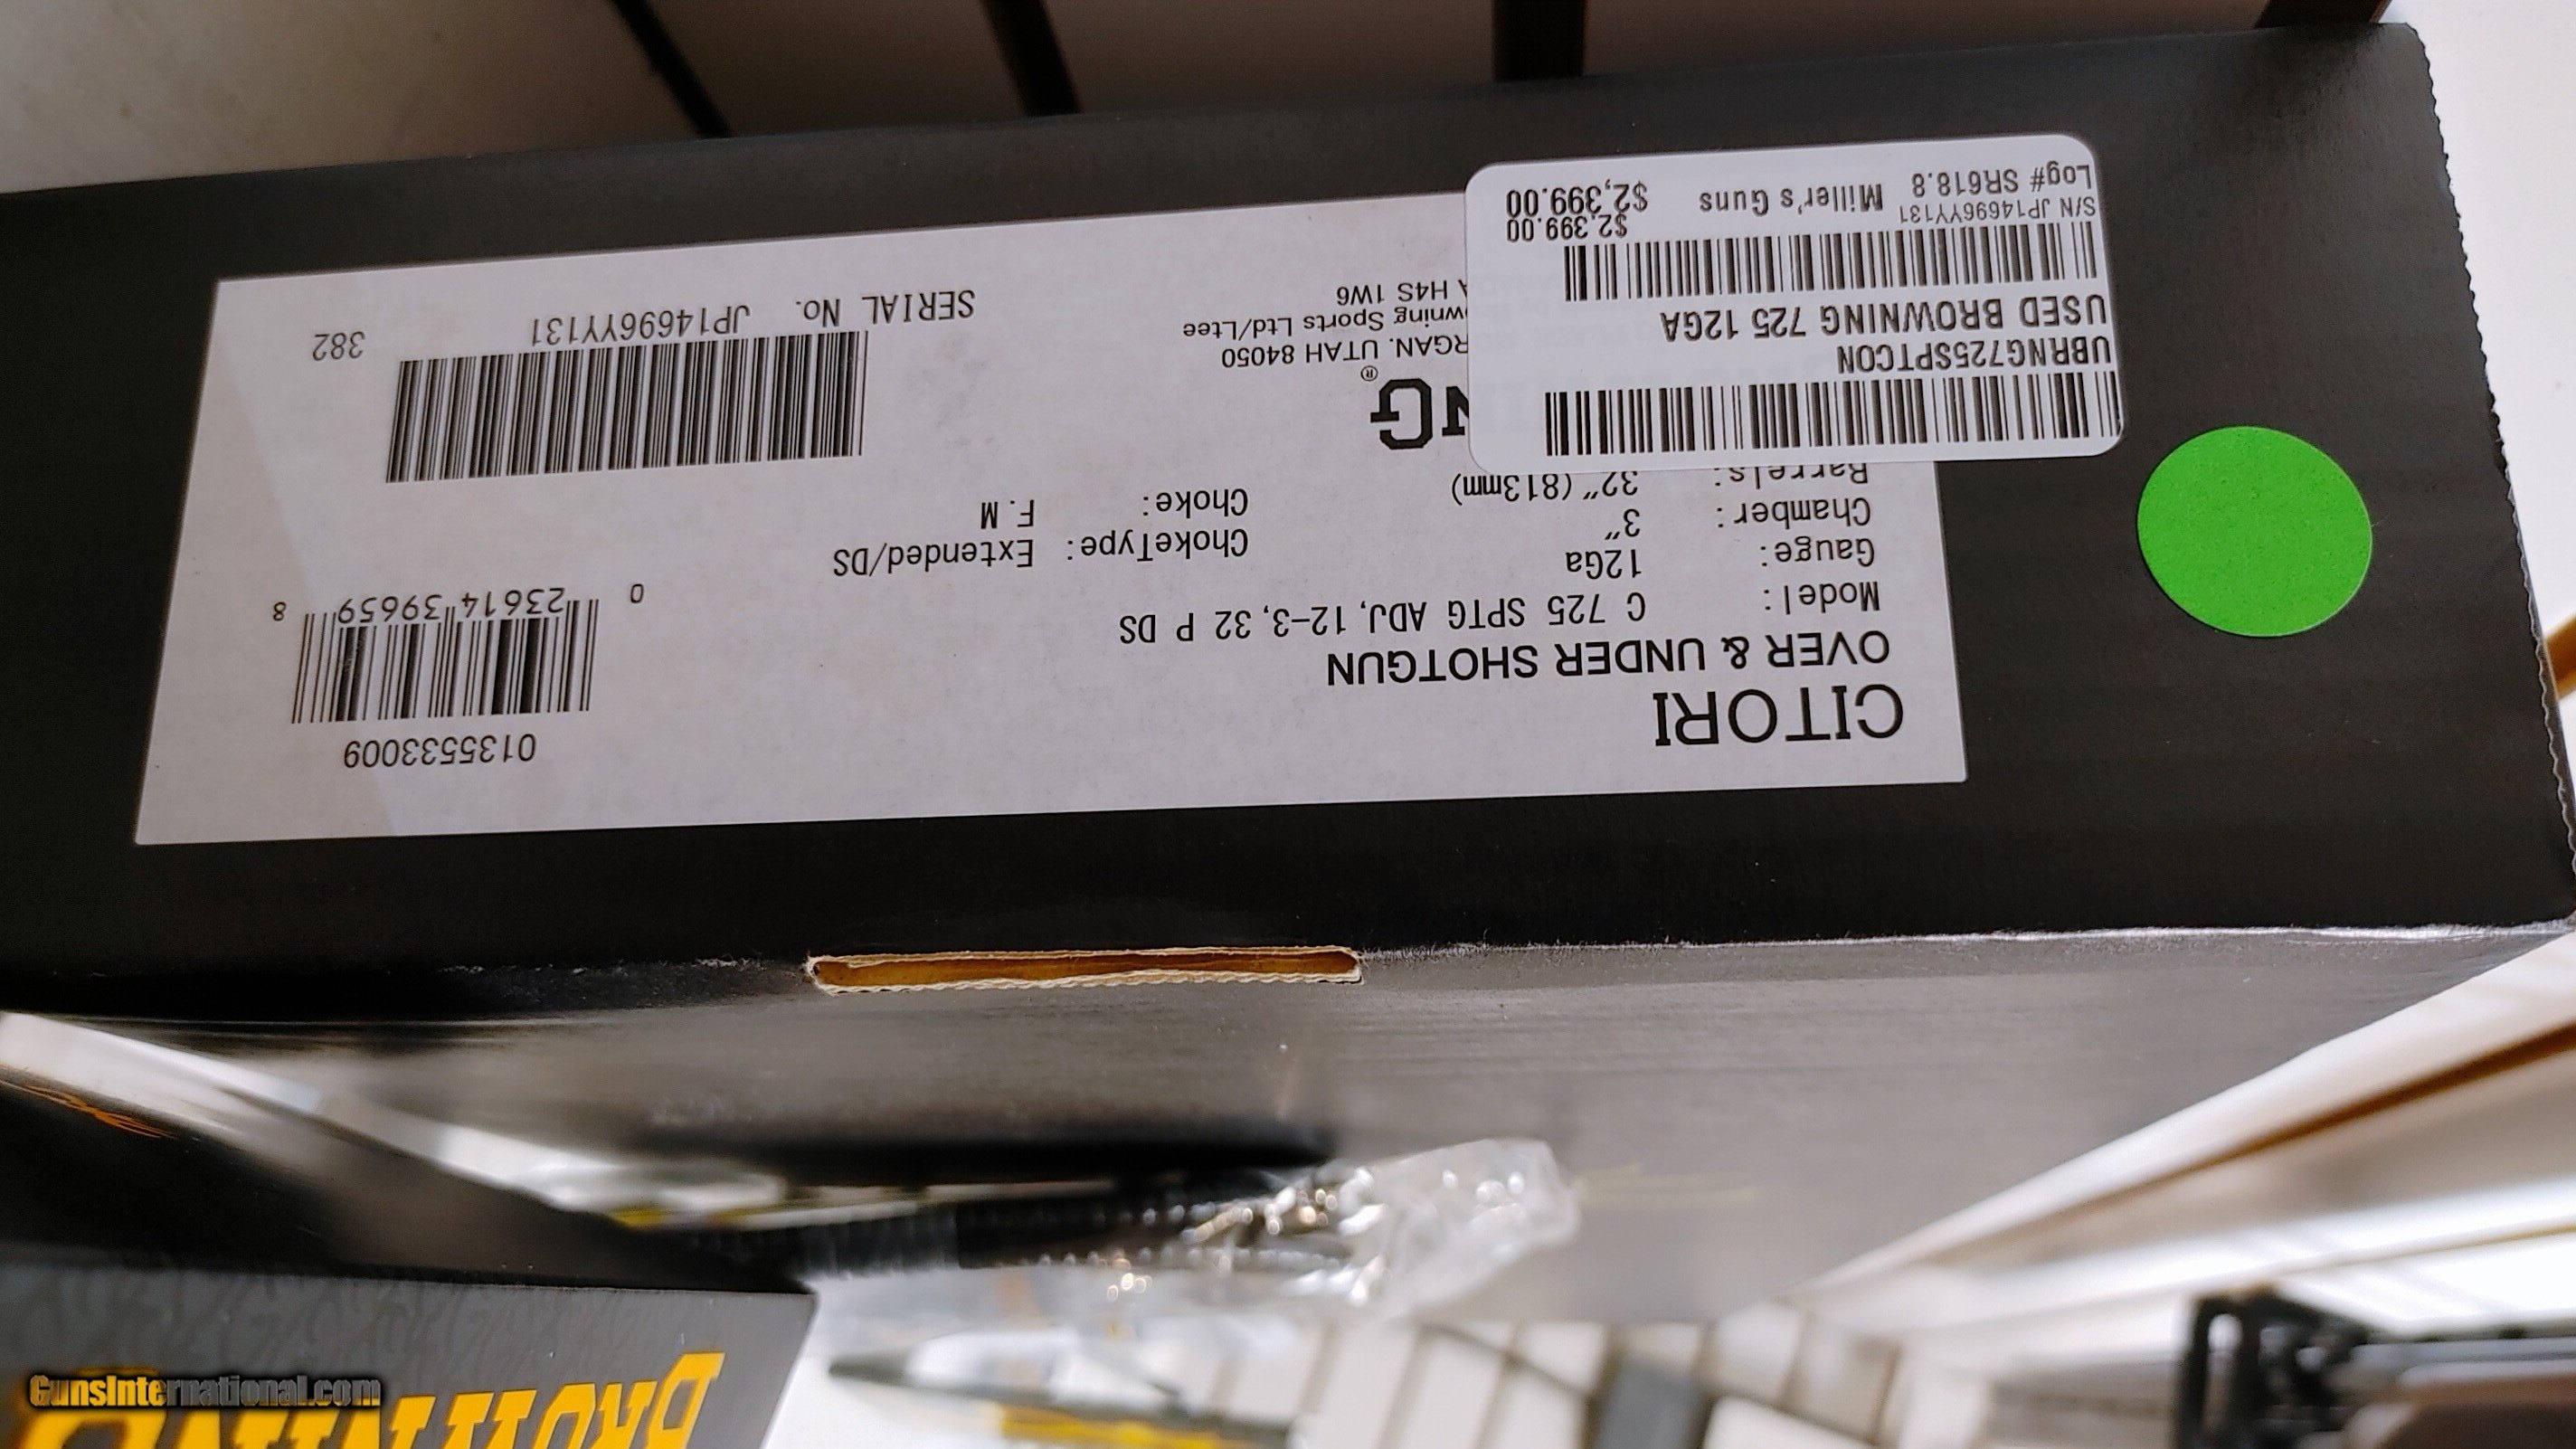 CITORI
OVER & UNDER SHOTGUN
Model: C 725 SPTG ADJ, 12-3, 32 P DS
Gauge: 12Ga
Chamber: 3"
Barrels: 32"(813mm)
ChokeType: Extended/DS
Choke: F. M
0135533009
0 23614 39659 8
NG®
RGAN. UTAH 84050
wning Sports Ltd/Ltee
A H4S 1W6
SERIAL No. JP14696YY131
382
UBRNG725SPTCON
USED BROWNING 725 12GA
$2,399.00
S/N JP14696YY131
Log# SR618.8 Miller's Guns $2,399.00
BROWNING
GunsInternational.com